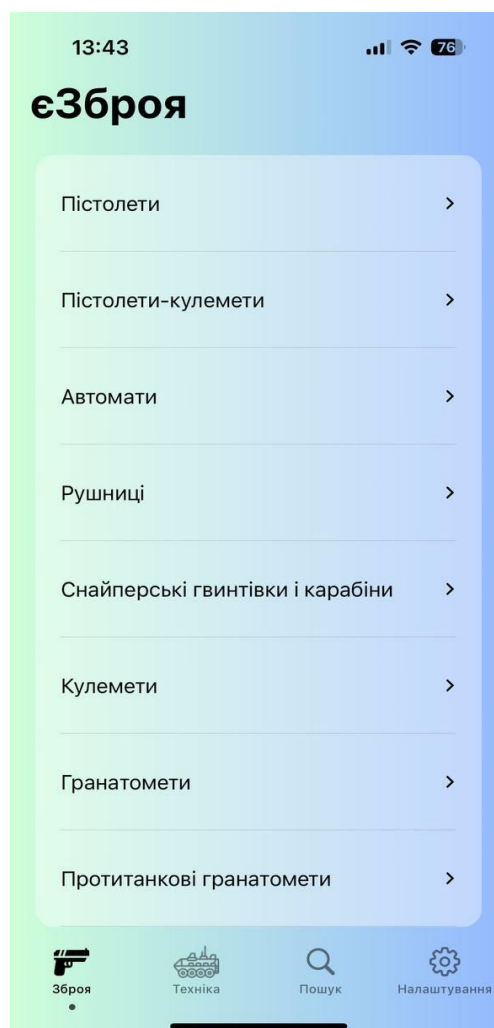 13:43
76
єЗброя
Пістолети
Пістолети-кулемети
Автомати
Рушниці
Снайперські гвинтівки і карабіни
Кулемети
Гранатомети
Протитанкові гранатомети
Зброя
Техніка
Пошук
Налаштування